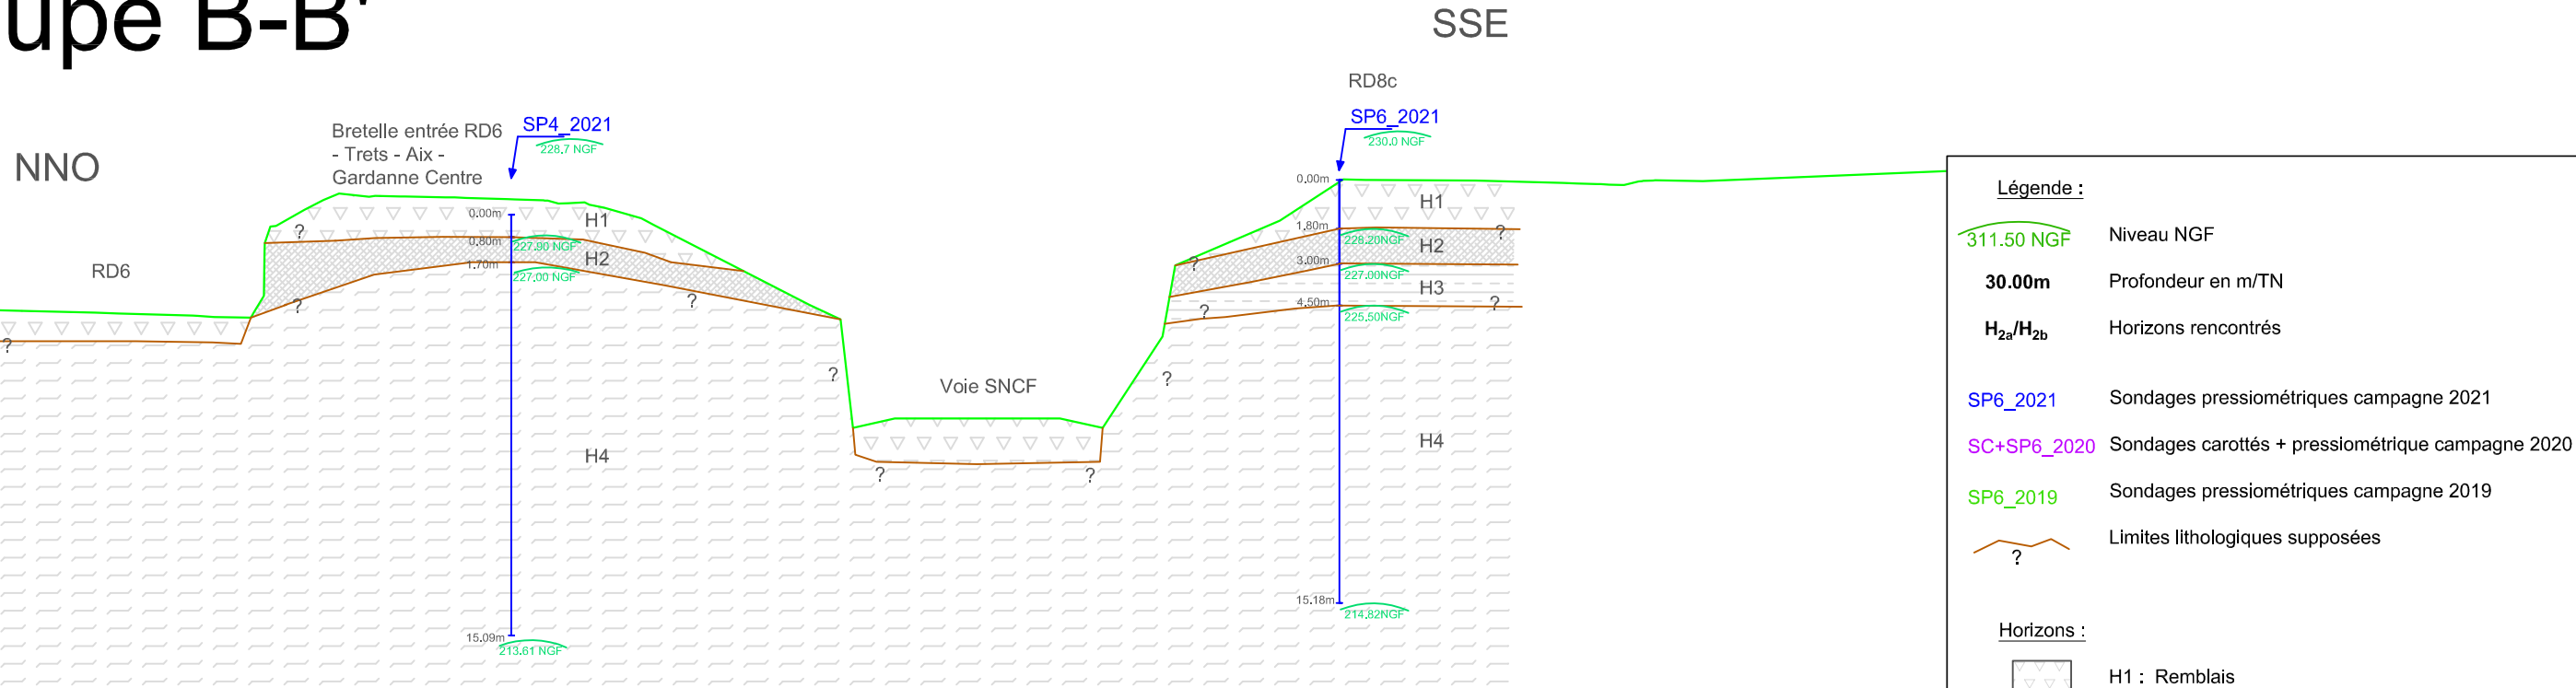 upe B-B'
NNO
SSE
RD6
Bretelle entrée RD6
- Trets - Aix -
Gardanne Centre
SP4_2021
228.7 NGF
0.00m
H1
?
0.80m
227.90 NGF
H2
1.70m
227.00 NGF
?
?
?
?
H4
15.09m
213.61 NGF
Voie SNCF
?
?
RD8c
SP6_2021
230.0 NGF
0.00m
H1
1.80m
228.20NGF
?
H2
?
3.00m
227.00NGF
H3
4.50m
?
?
225.50NGF
?
H4
15.18m
214.82NGF
Légende :
311.50 NGF Niveau NGF
30.00m Profondeur en m/TN
H2a/H2b Horizons rencontrés
SP6_2021 Sondages pressiométriques campagne 2021
SC+SP6_2020 Sondages carottés + pressiométrique campagne 2020
SP6_2019 Sondages pressiométriques campagne 2019
? Limites lithologiques supposées
Horizons :
H1 : Remblais